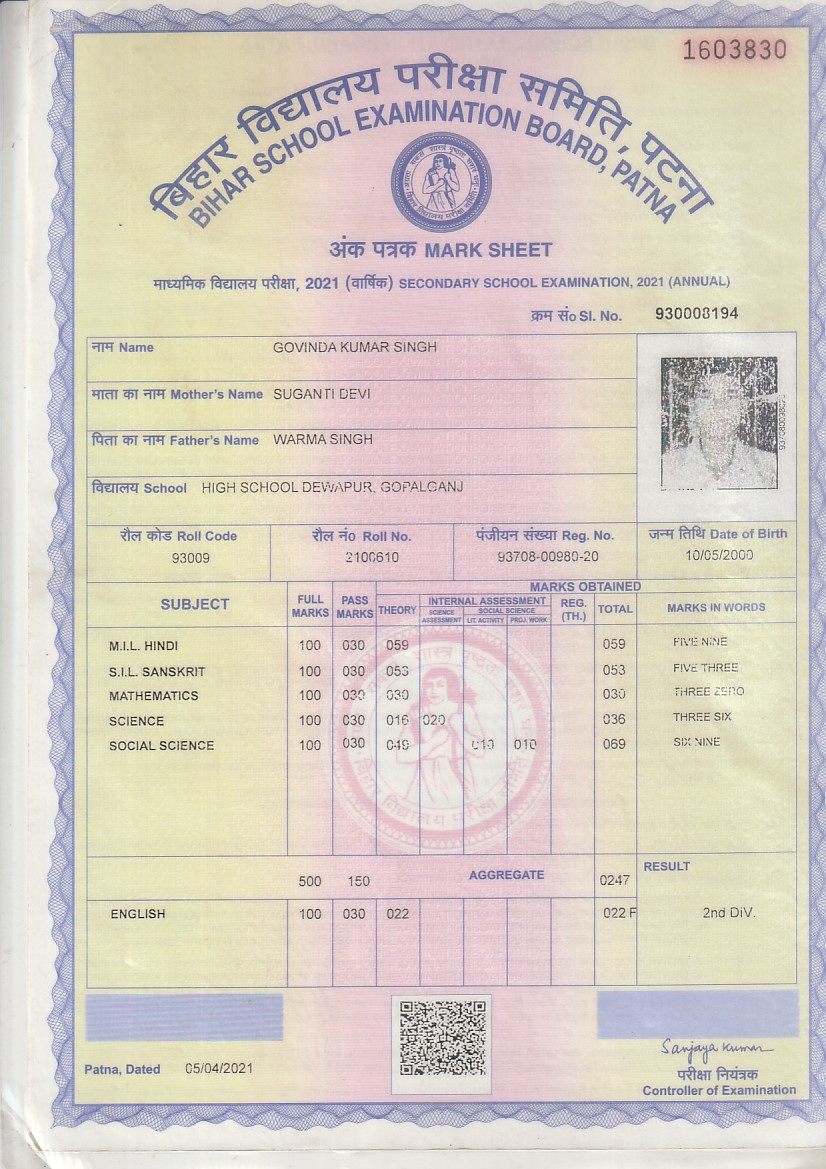 1603830
बिहार विद्यालय परीक्षा समिति, पटना
BIHAR SCHOOL EXAMINATION BOARD, PATNA
अंक पत्रक MARK SHEET
माध्यमिक विद्यालय परीक्षा, 2021 (वार्षिक) SECONDARY SCHOOL EXAMINATION, 2021 (ANNUAL)
क्रम सं० Sl. No. 930008194
नाम Name GOVINDA KUMAR SINGH
माता का नाम Mother's Name SUGANTI DEVI
पिता का नाम Father's Name WARMA SINGH
विद्यालय School HIGH SCHOOL DEWAPUR, GOPALGANJ
रौल कोड Roll Code रौल नं० Roll No. पंजीयन संख्या Reg. No. जन्म तिथि Date of Birth
93009 2100610 93708-00980-20 10/05/2000
MARKS OBTAINED
SUBJECT FULL MARKS PASS MARKS THEORY INTERNAL ASSESSMENT SCIENCE ASSESSMENT SOCIAL SCIENCE LIT. ACTIVITY PROJ. WORK REG. (TH.) TOTAL MARKS IN WORDS
M.I.L. HINDI 100 030 059 059 FIVE NINE
S.I.L. SANSKRIT 100 030 053 053 FIVE THREE
MATHEMATICS 100 030 030 030 THREE ZERO
SCIENCE 100 030 016 020 036 THREE SIX
SOCIAL SCIENCE 100 030 049 010 010 069 SIX NINE
500 150 AGGREGATE 0247 RESULT
ENGLISH 100 030 022 022 F 2nd DIV.
Sanjaya Kumar
Patna, Dated 05/04/2021
परीक्षा नियंत्रक
Controller of Examination